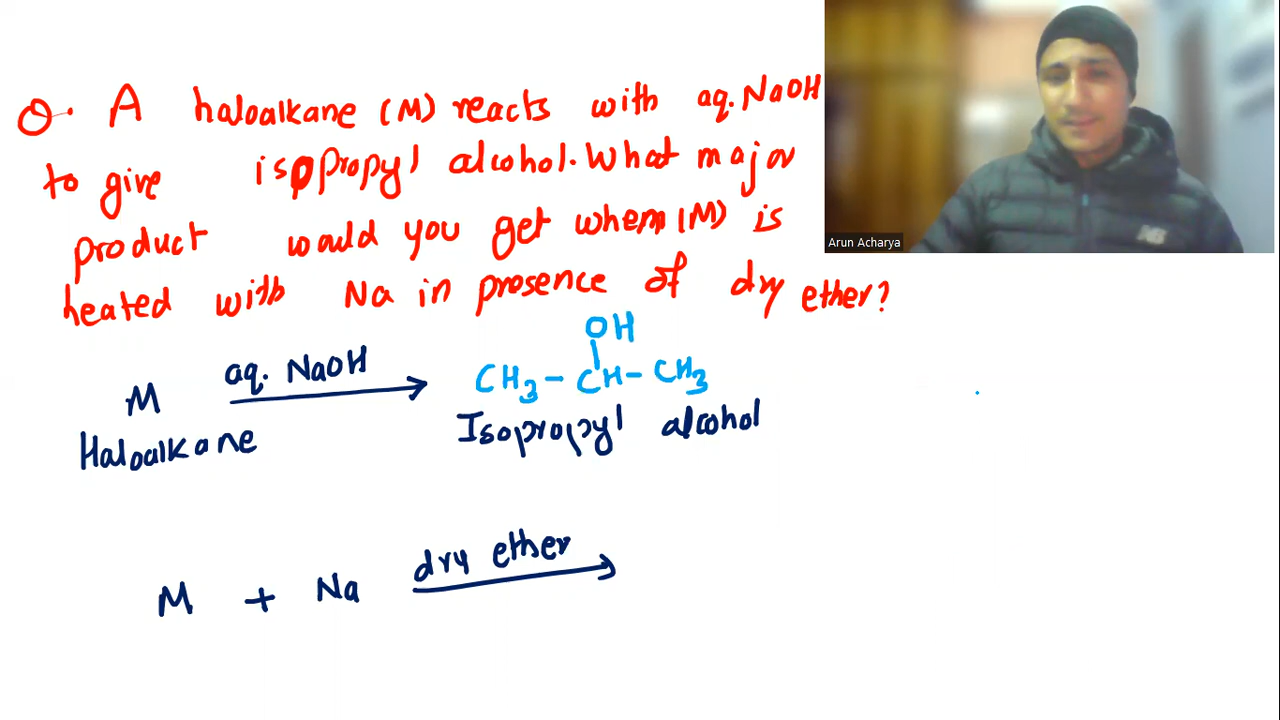 Q. A haloalkane (M) reacts with aq. NaOH
to give isopropyl alcohol. What major
product would you get when (M) is
heated with Na in presence of dry ether?
OH
M aq. NaOH CH3 - CH - CH3
Haloalkane Isopropyl alcohol
M + Na dry ether
Arun Acharya
NB